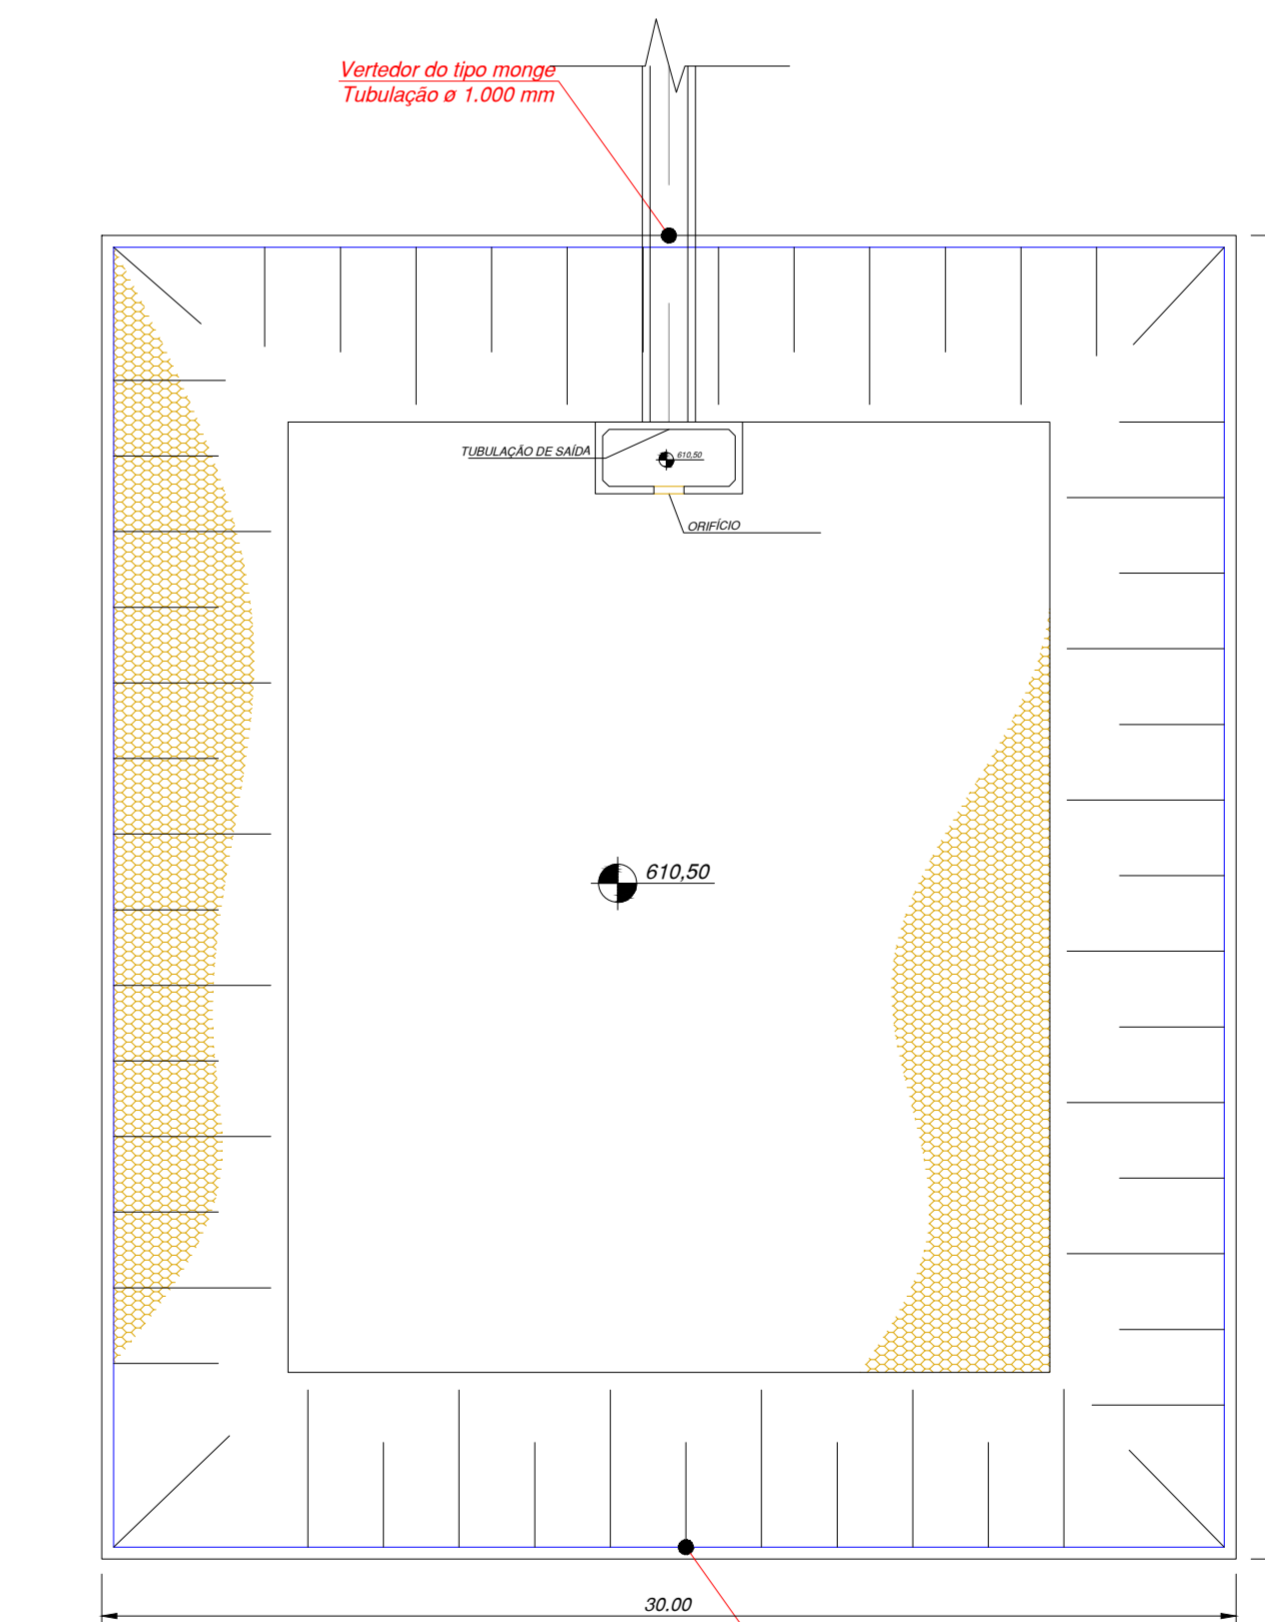 Vertedor do tipo monge
Tubulação ø 1.000 mm
TUBULAÇÃO DE SAÍDA
610,50
ORIFÍCIO
610,50
30.00